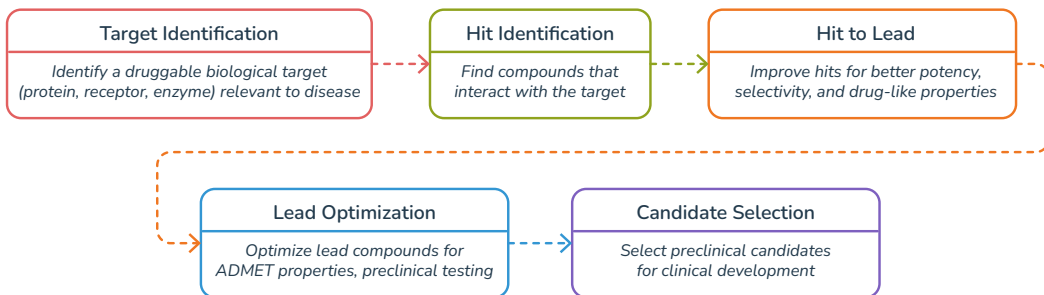 Target Identification
Identify a druggable biological target
(protein, receptor, enzyme) relevant to disease
Hit Identification
Find compounds that
interact with the target
Hit to Lead
Improve hits for better potency,
selectivity, and drug-like properties
Lead Optimization
Optimize lead compounds for
ADMET properties, preclinical testing
Candidate Selection
Select preclinical candidates
for clinical development